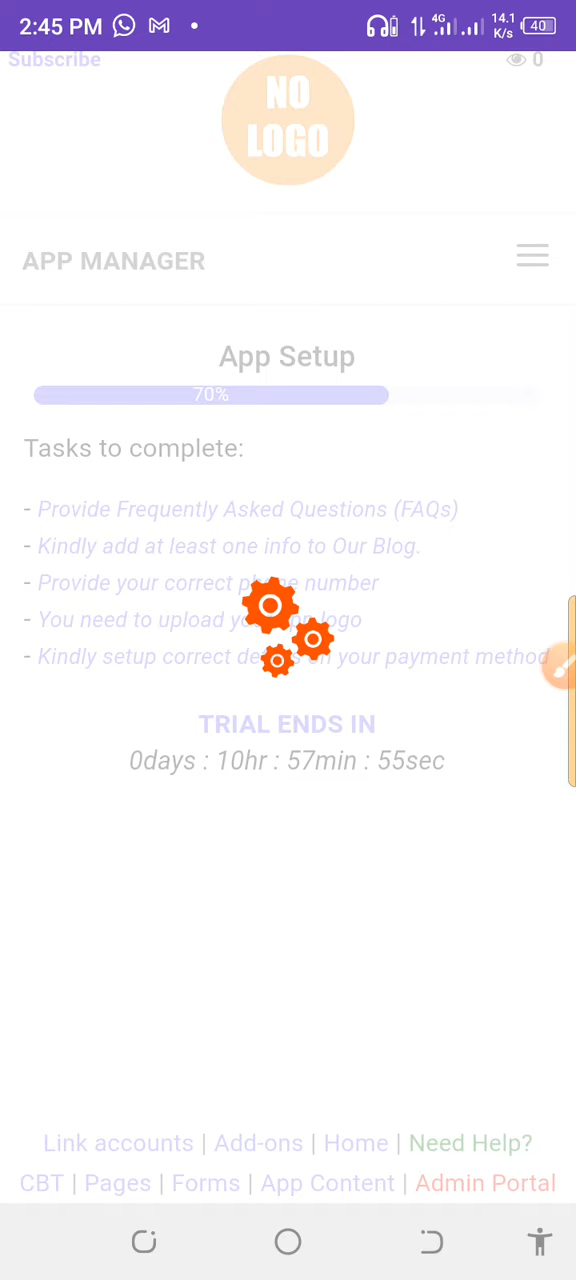 2:45 PM 4G 14.1 K/s 40
Subscribe 0
NO
LOGO
APP MANAGER
App Setup
70%
Tasks to complete:
- Provide Frequently Asked Questions (FAQs)
- Kindly add at least one info to Our Blog.
- Provide your correct phone number
- You need to upload your app logo
- Kindly setup correct details on your payment method
TRIAL ENDS IN
0days : 10hr : 57min : 55sec
Link accounts | Add-ons | Home | Need Help?
CBT | Pages | Forms | App Content | Admin Portal